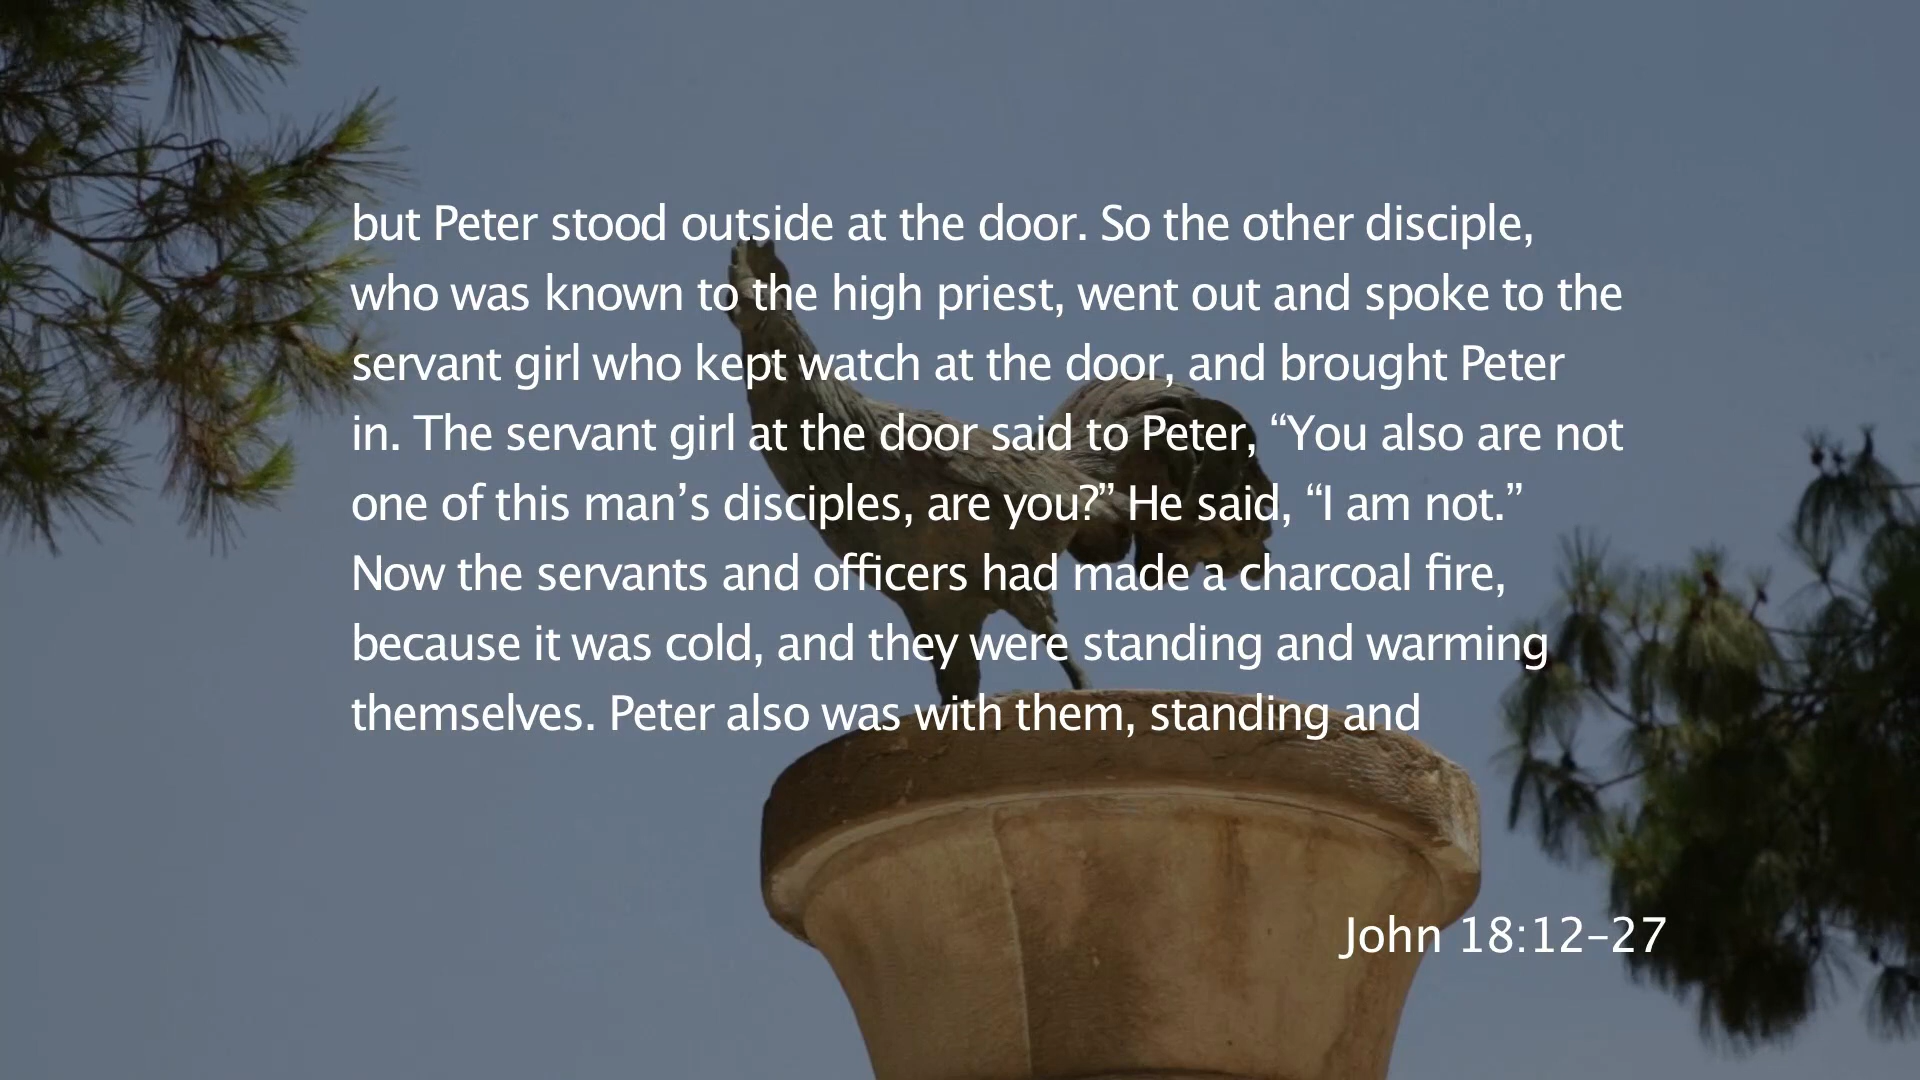 but Peter stood outside at the door. So the other disciple,
who was known to the high priest, went out and spoke to the
servant girl who kept watch at the door, and brought Peter
in. The servant girl at the door said to Peter, “You also are not
one of this man’s disciples, are you?” He said, “I am not.”
Now the servants and officers had made a charcoal fire,
because it was cold, and they were standing and warming
themselves. Peter also was with them, standing and
John 18:12–27